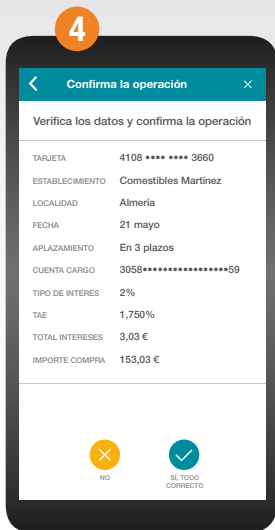 4
Confirma la operación
Verifica los datos y confirma la operación
TARJETA 4108 •••• •••• 3660
ESTABLECIMIENTO Comestibles Martínez
LOCALIDAD Almería
FECHA 21 mayo
APLAZAMIENTO En 3 plazos
CUENTA CARGO 3058••••••••••••••••••59
TIPO DE INTERÉS 2%
TAE 1,750%
TOTAL INTERESES 3,03 €
IMPORTE COMPRA 153,03 €
NO
SÍ, TODO
CORRECTO